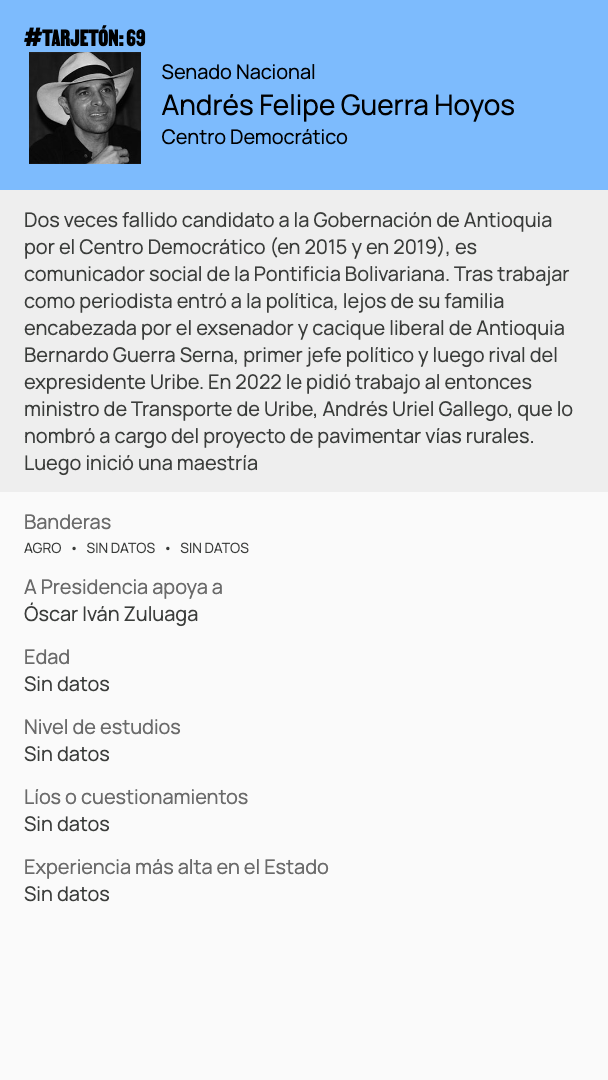 #TARJETÓN: 69
Senado Nacional
Andrés Felipe Guerra Hoyos
Centro Democrático
Dos veces fallido candidato a la Gobernación de Antioquia
por el Centro Democrático (en 2015 y en 2019), es
comunicador social de la Pontificia Bolivariana. Tras trabajar
como periodista entró a la política, lejos de su familia
encabezada por el exsenador y cacique liberal de Antioquia
Bernardo Guerra Serna, primer jefe político y luego rival del
expresidente Uribe. En 2022 le pidió trabajo al entonces
ministro de Transporte de Uribe, Andrés Uriel Gallego, que lo
nombró a cargo del proyecto de pavimentar vías rurales.
Luego inició una maestría
Banderas
AGRO • SIN DATOS • SIN DATOS
A Presidencia apoya a
Óscar Iván Zuluaga
Edad
Sin datos
Nivel de estudios
Sin datos
Líos o cuestionamientos
Sin datos
Experiencia más alta en el Estado
Sin datos